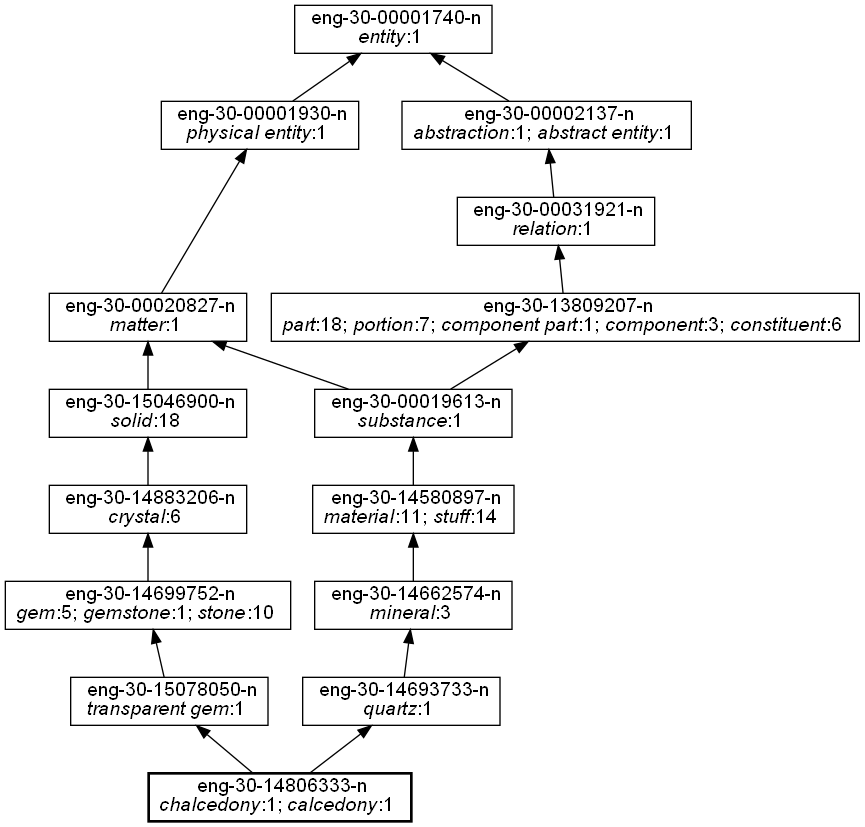 eng-30-00001740-n
entity:1
eng-30-00001930-n
physical entity:1
eng-30-00002137-n
abstraction:1; abstract entity:1
eng-30-00031921-n
relation:1
eng-30-00020827-n
matter:1
eng-30-13809207-n
part:18; portion:7; component part:1; component:3; constituent:6
eng-30-15046900-n
solid:18
eng-30-00019613-n
substance:1
eng-30-14883206-n
crystal:6
eng-30-14580897-n
material:11; stuff:14
eng-30-14699752-n
gem:5; gemstone:1; stone:10
eng-30-14662574-n
mineral:3
eng-30-15078050-n
transparent gem:1
eng-30-14693733-n
quartz:1
eng-30-14806333-n
chalcedony:1; calcedony:1